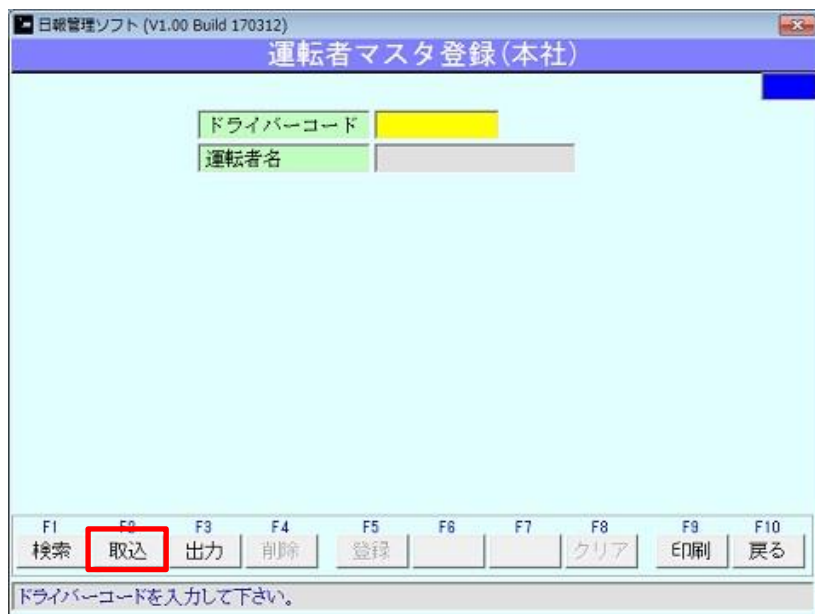 日報管理ソフト (V1.00 Build 170312)
運転者マスタ登録(本社)
ドライバーコード
運転者名
F1 F2 F3 F4 F5 F6 F7 F8 F9 F10
検索 取込 出力 削除 登録 クリア 印刷 戻る
ドライバーコードを入力して下さい。